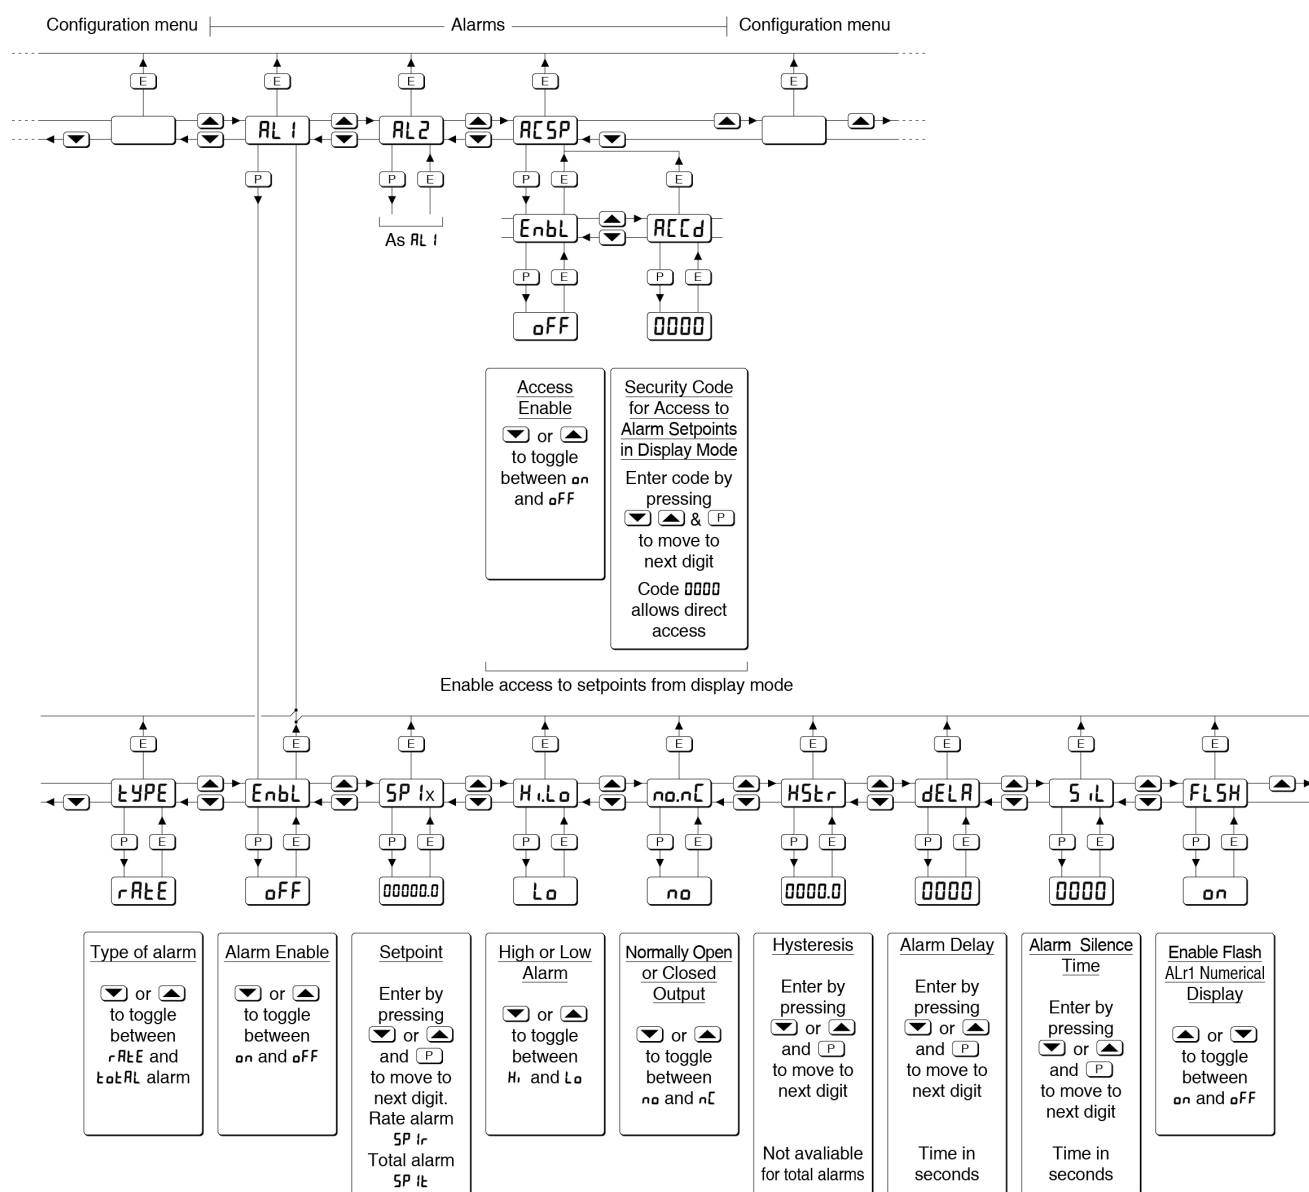 Configuration menu Alarms Configuration menu
E E E E E
AL1 AL2 ACSP
P P E P E E
As AL1
EnbL ACCd
P E P E
oFF 0000
Access
Enable
or
to toggle
between on
and oFF
Security Code
for Access to
Alarm Setpoints
in Display Mode
Enter code by
pressing
& P
to move to
next digit
Code 0000
allows direct
access
Enable access to setpoints from display mode
E E E E E E E E E
tYPE EnbL SP1x Hi.Lo no.nC HStr dELA SiL FLSH
P E P E P E P E P E P E P E P E P E
rAtE oFF 00000.0 Lo no 0000.0 0000 0000 on
Type of alarm
or
to toggle
between
rAtE and
totAL alarm
Alarm Enable
or
to toggle
between
on and oFF
Setpoint
Enter by
pressing
or
and P
to move to
next digit.
Rate alarm
SP1r
Total alarm
SP1t
High or Low
Alarm
or
to toggle
between
Hi and Lo
Normally Open
or Closed
Output
or
to toggle
between
no and nC
Hysteresis
Enter by
pressing
or
and P
to move to
next digit
Not avaliable
for total alarms
Alarm Delay
Enter by
pressing
or
and P
to move to
next digit
Time in
seconds
Alarm Silence
Time
Enter by
pressing
or
and P
to move to
next digit
Time in
seconds
Enable Flash
ALr1 Numerical
Display
or
to toggle
between
on and oFF